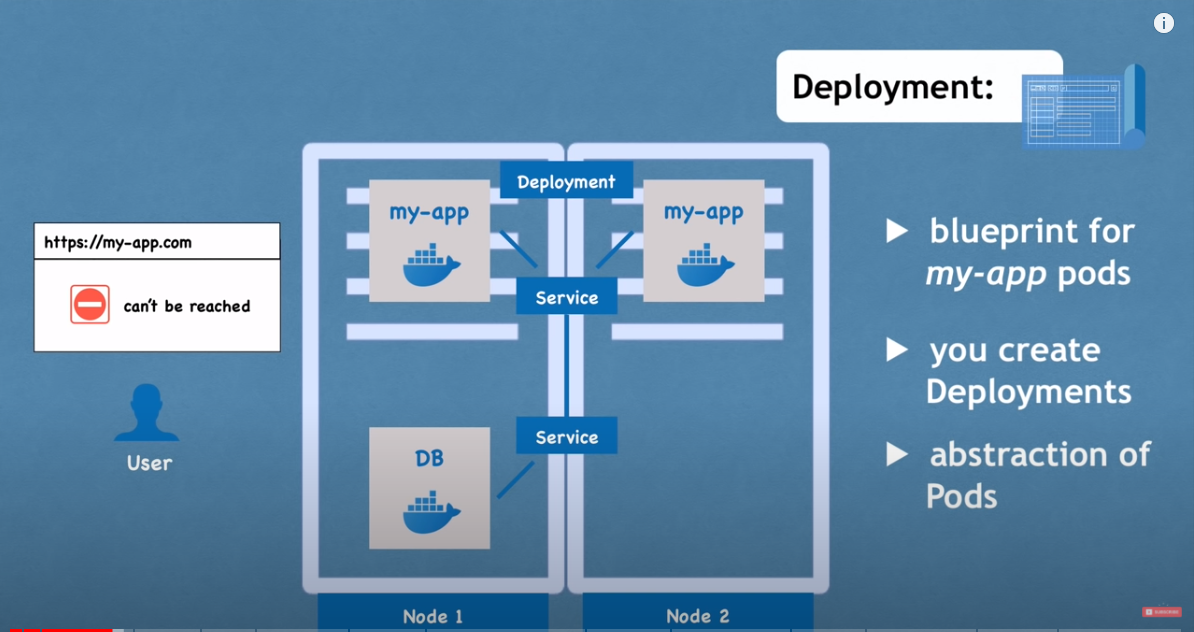 Deployment:
Deployment
my-app
my-app
https://my-app.com
can't be reached
Service
User
Service
DB
Node 1
Node 2
blueprint for
my-app pods
you create
Deployments
abstraction of
Pods
SUBSCRIBE